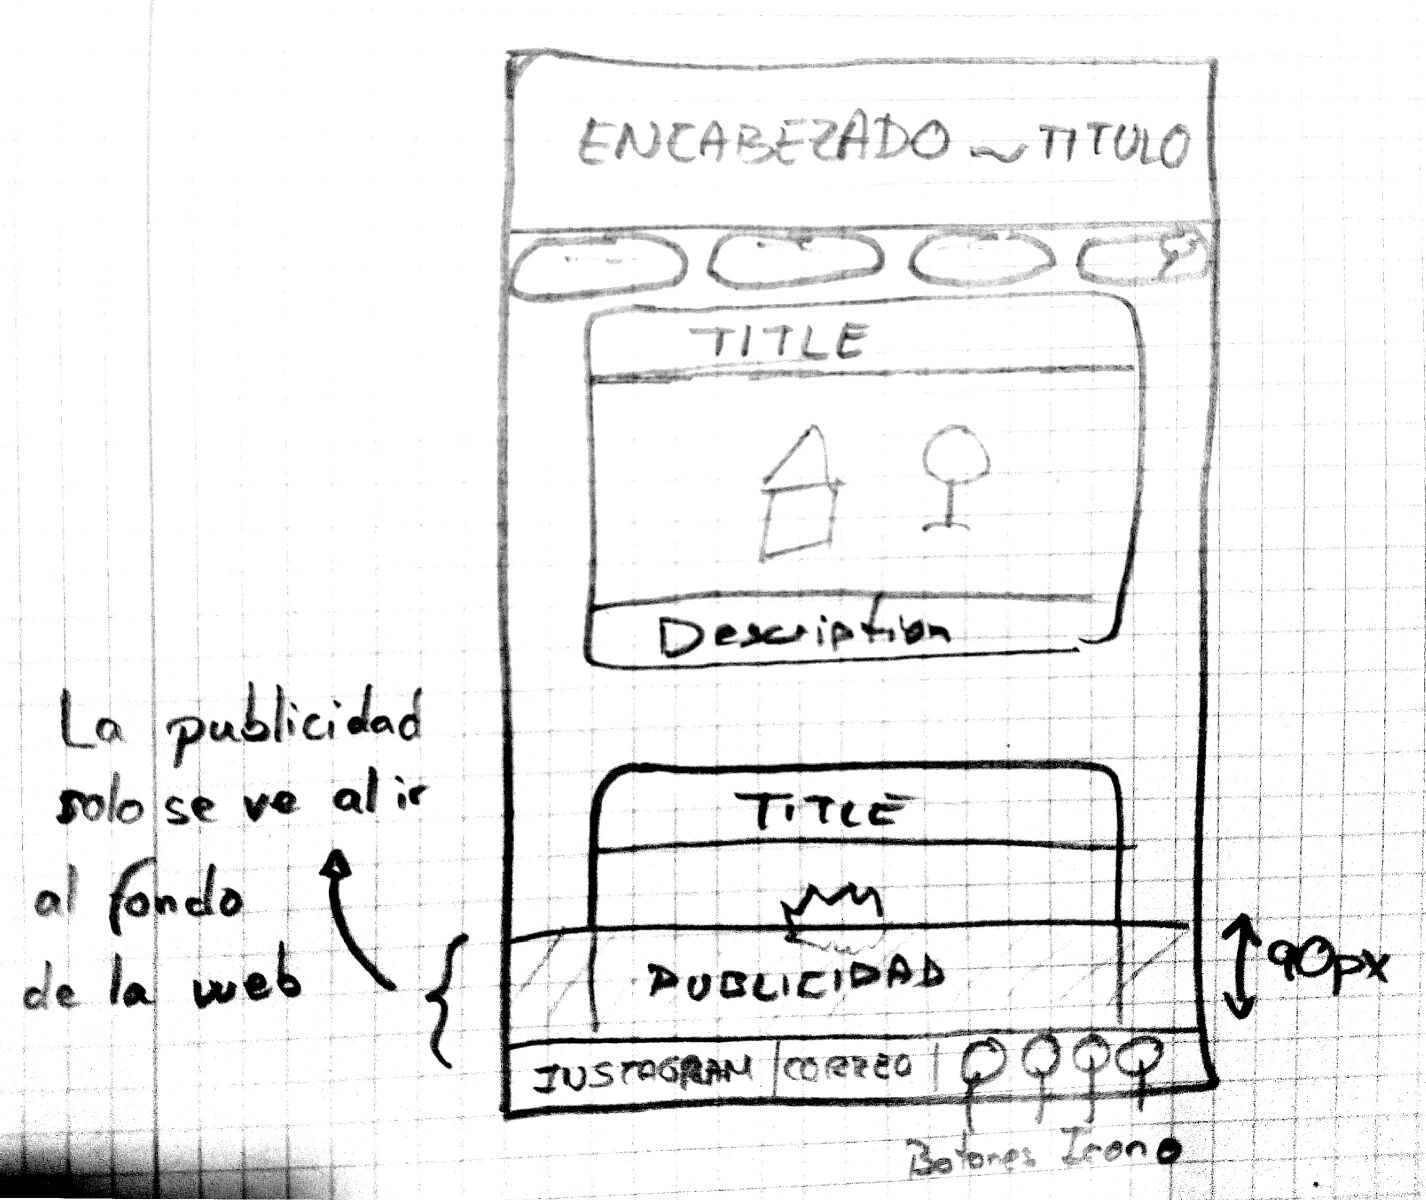 ENCABEZADO ~ TITULO
TITLE
Description
La publicidad
solo se ve al ir
al fondo
de la web
TITLE
PUBLICIDAD
90px
INSTAGRAM CORREO
Botones Icono